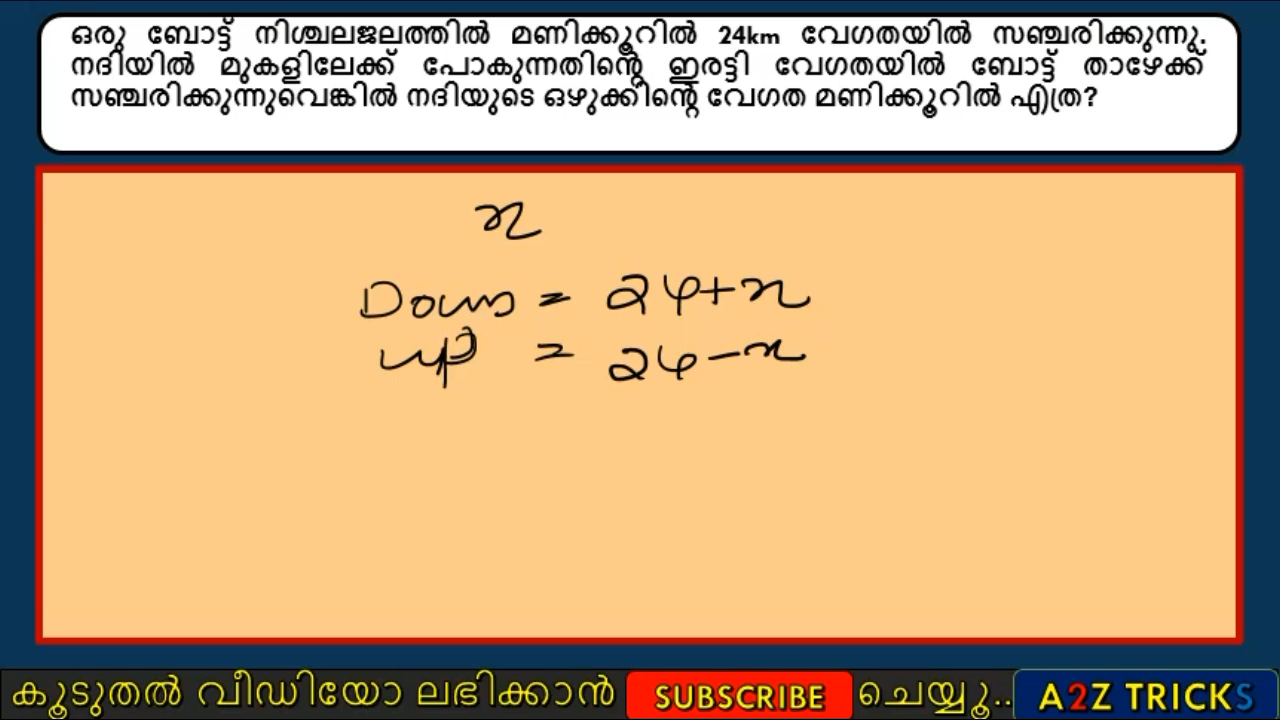 ഒരു ബോട്ട് നിശ്ചലജലത്തിൽ മണിക്കൂറിൽ 24km വേഗതയിൽ സഞ്ചരിക്കുന്നു.
നദിയിൽ മുകളിലേക്ക് പോകുന്നതിന്റെ ഇരട്ടി വേഗതയിൽ ബോട്ട് താഴേക്ക്
സഞ്ചരിക്കുന്നുവെങ്കിൽ നദിയുടെ ഒഴുക്കിന്റെ വേഗത മണിക്കൂറിൽ എത്ര?
x
Down = 24+x
up = 24-x
കൂടുതൽ വീഡിയോ ലഭിക്കാൻ SUBSCRIBE ചെയ്യൂ.. A2Z TRICKS